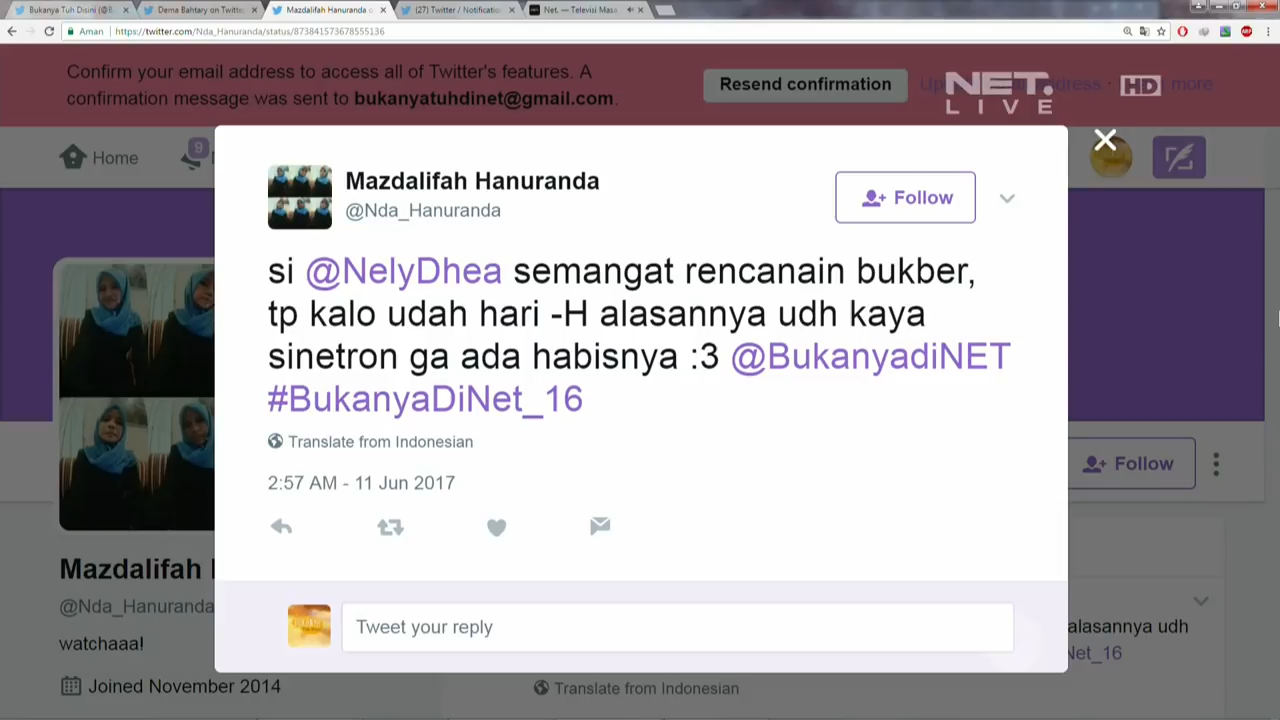 Bukanya Tuh Disini (@B
Dema Bahtary on Twitte
Mazdalifah Hanuranda o
(27) Twitter / Notificatio
Net. — Televisi Masa
Aman
https://twitter.com/Nda_Hanuranda/status/873841573678555136
Confirm your email address to access all of Twitter's features. A
confirmation message was sent to bukanyatuhdinet@gmail.com.
Resend confirmation
NET.
LIVE
HD
more
Home
9
Mazdalifah Hanuranda
@Nda_Hanuranda
Follow
si @NelyDhea semangat rencanain bukber,
tp kalo udah hari -H alasannya udh kaya
sinetron ga ada habisnya :3 @BukanyadiNET
#BukanyaDiNet_16
Translate from Indonesian
2:57 AM - 11 Jun 2017
Tweet your reply
Follow
Mazdalifah
@Nda_Hanuranda
watchaaa!
Joined November 2014
alasannya udh
Net_16
Translate from Indonesian